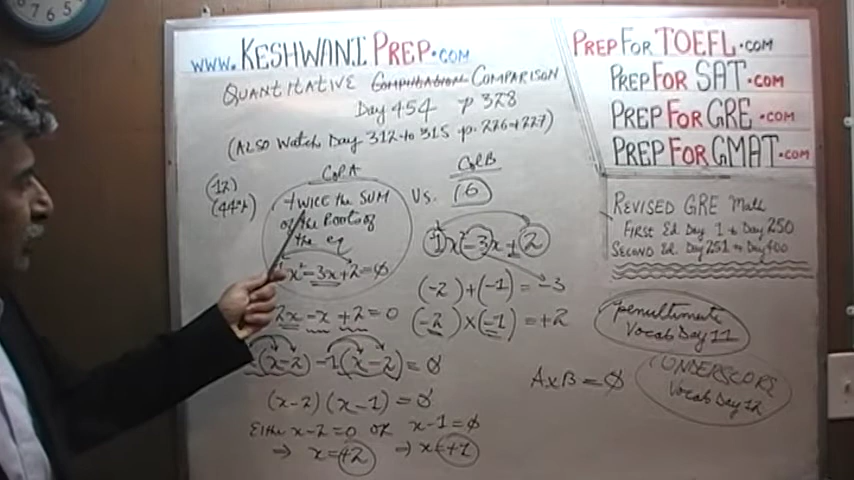 www.KESHWANIPREP.COM
PREPFORTOEFL.COM
PREPFORSAT.COM
PREPFORGRE.COM
PREPFORGMAT.COM
QUANTITATIVE COMPARISON
Day 454 p 328
(ALSO Watch Day 312 to 315 p. 226+227)
(12)
(44%)
Col A
TWICE the SUM
of the Roots of
the eq
x²-3x+2=0
VS.
Col B
(6)
1x²-3x+2
(-2)+(-1)=-3
(-2)x(-1)=+2
2x-x+2=0
(x-2)-1(x-2)=0
(x-2)(x-1)=0
Either x-2=0 or x-1=0
⇒ x=+2 ⇒ x=+1
AxB=0
REVISED GRE Math
FIRST Ed. Day 1 to Day 250
SECOND Ed. Day 251 to Day 400
penultimate
Vocab Day 11
UNDERSCORE
Vocab Day 12
7 6 5